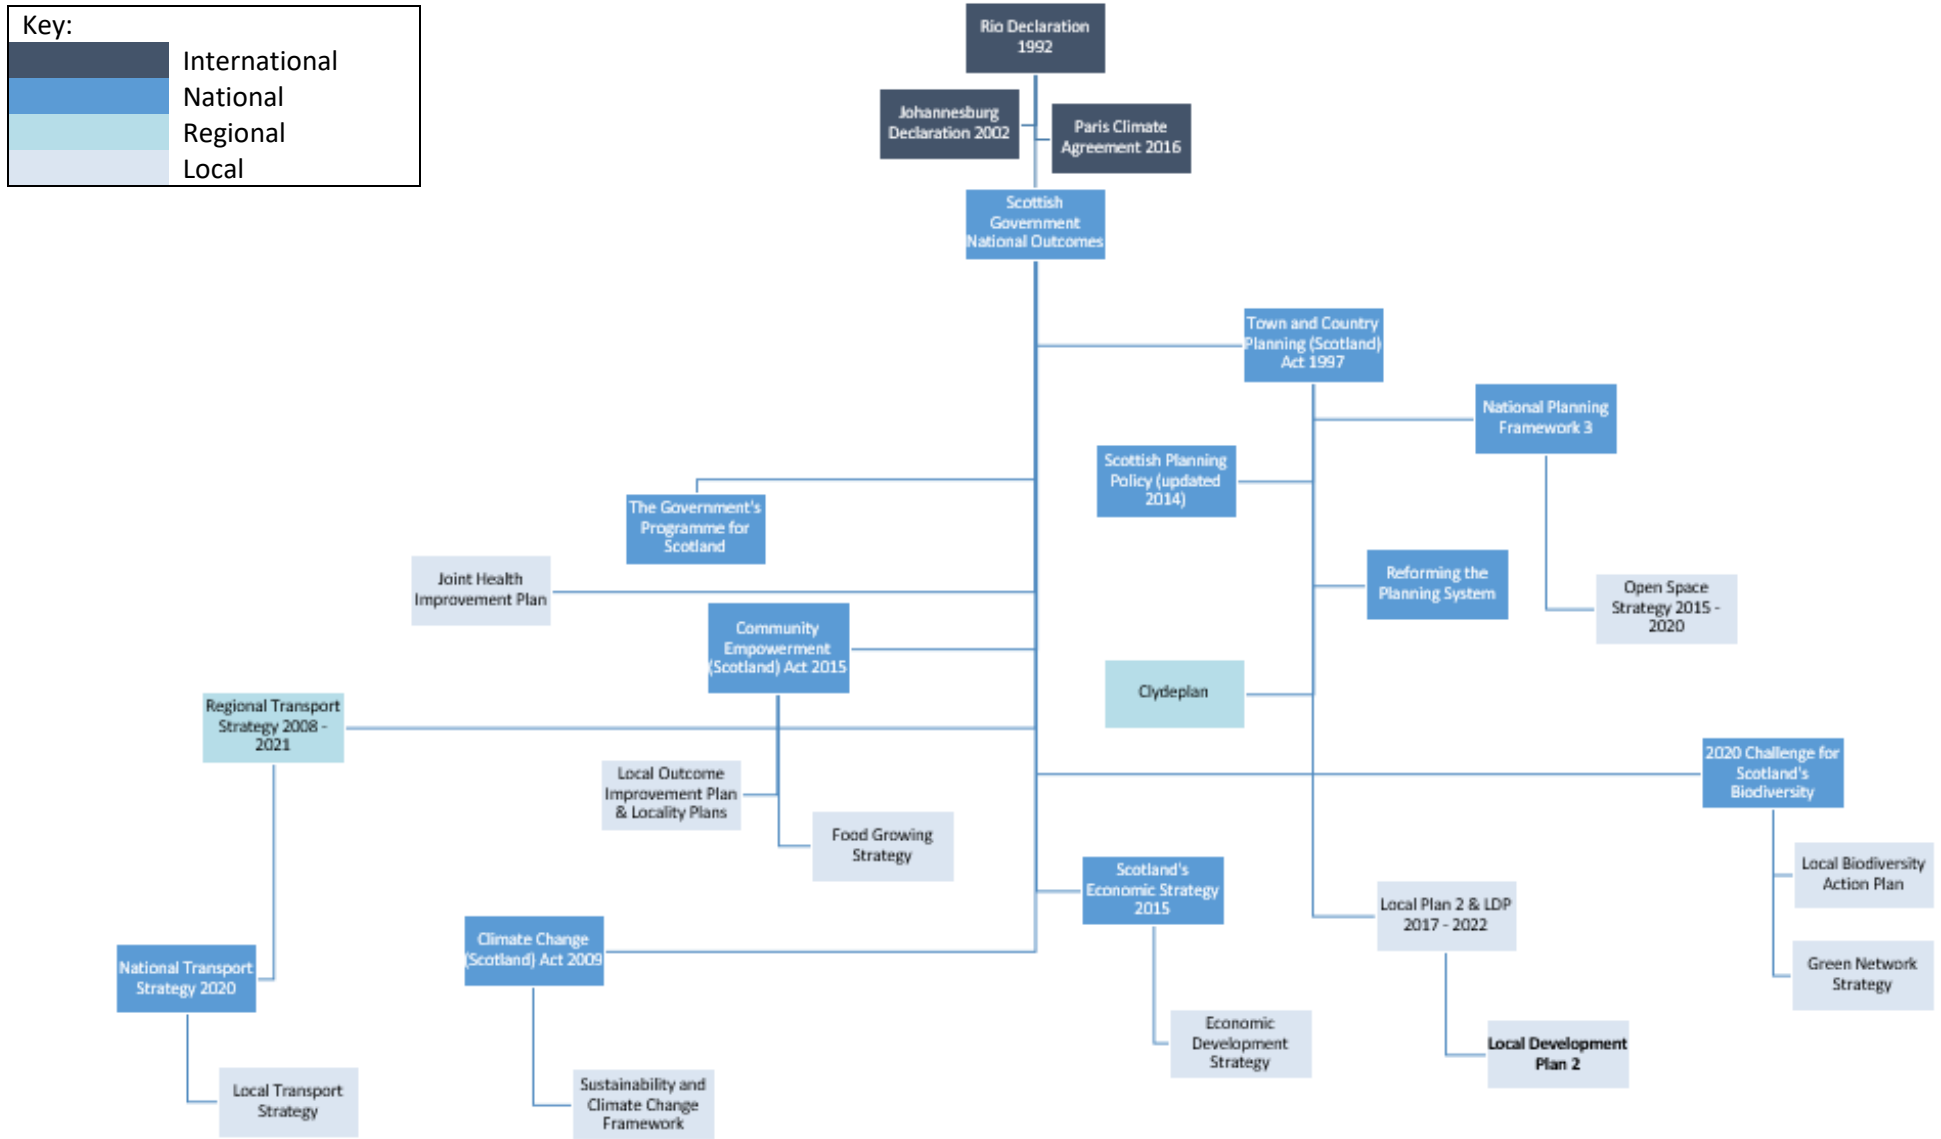 Key:
International
National
Regional
Local
Rio Declaration
1992
Johannesburg
Declaration 2002
Paris Climate
Agreement 2016
Scottish
Government
National Outcomes
Town and Country
Planning (Scotland)
Act 1997
National Planning
Framework 3
Scottish Planning
Policy (updated
2014)
The Government's
Programme for
Scotland
Reforming the
Planning System
Joint Health
Improvement Plan
Open Space
Strategy 2015 -
2020
Community
Empowerment
(Scotland) Act 2015
Clydeplan
Regional Transport
Strategy 2008 -
2021
2020 Challenge for
Scotland's
Biodiversity
Local Outcome
Improvement Plan
& Locality Plans
Food Growing
Strategy
Scotland's
Economic Strategy
2015
Local Biodiversity
Action Plan
Local Plan 2 & LDP
2017 - 2022
Climate Change
(Scotland) Act 2009
National Transport
Strategy 2020
Green Network
Strategy
Economic
Development
Strategy
Local Development
Plan 2
Local Transport
Strategy
Sustainability and
Climate Change
Framework